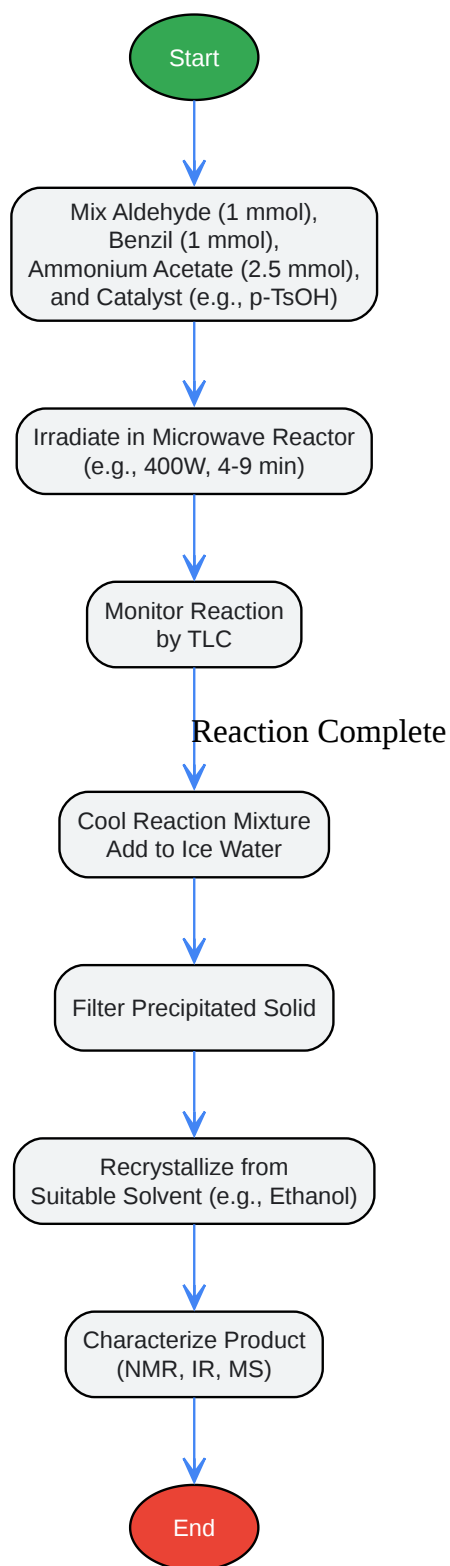 Start
Mix Aldehyde (1 mmol),
Benzil (1 mmol),
Ammonium Acetate (2.5 mmol),
and Catalyst (e.g., p-TsOH)
Irradiate in Microwave Reactor
(e.g., 400W, 4-9 min)
Monitor Reaction
by TLC
Reaction Complete
Cool Reaction Mixture
Add to Ice Water
Filter Precipitated Solid
Recrystallize from
Suitable Solvent (e.g., Ethanol)
Characterize Product
(NMR, IR, MS)
End